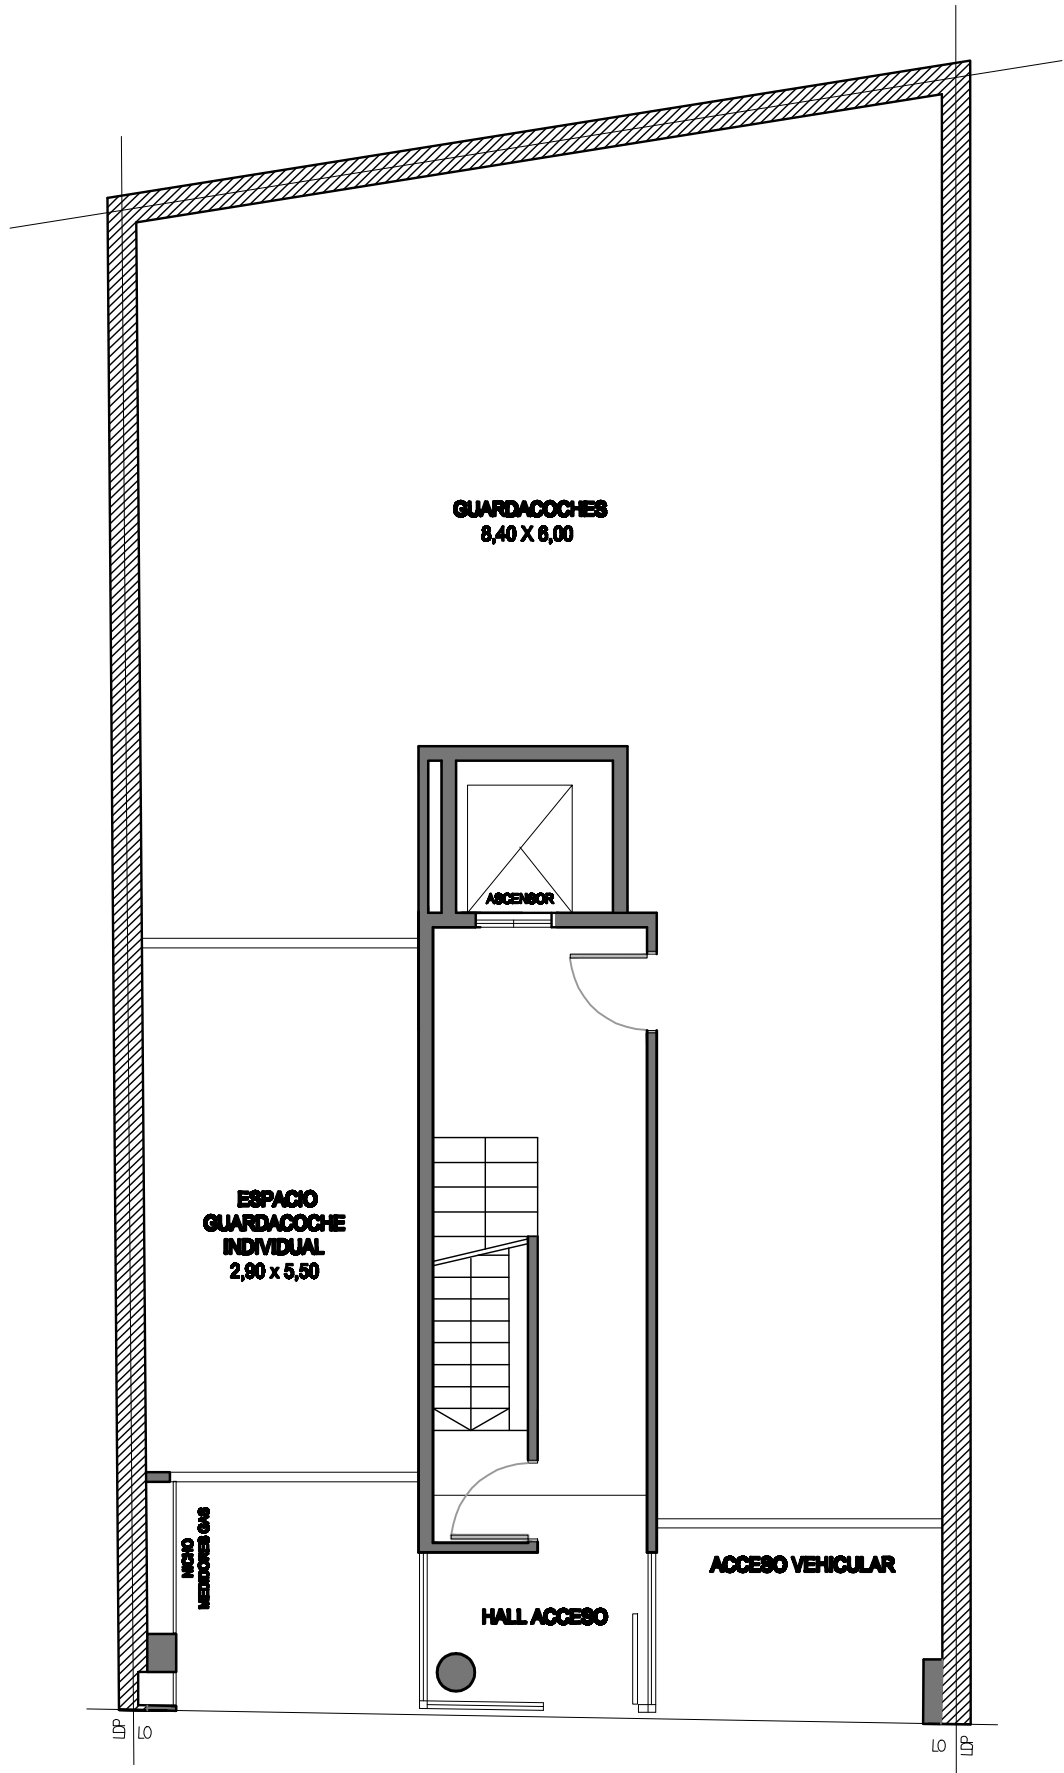 GUARDACOCHES
8,40 X 6,00
ASCENSOR
ESPACIO
GUARDACOCHE
INDIVIDUAL
2,90 x 5,50
NICHO
MEDIDORES GAS
ACCESO VEHICULAR
HALL ACCESO
LDP
LO
LO
LDP